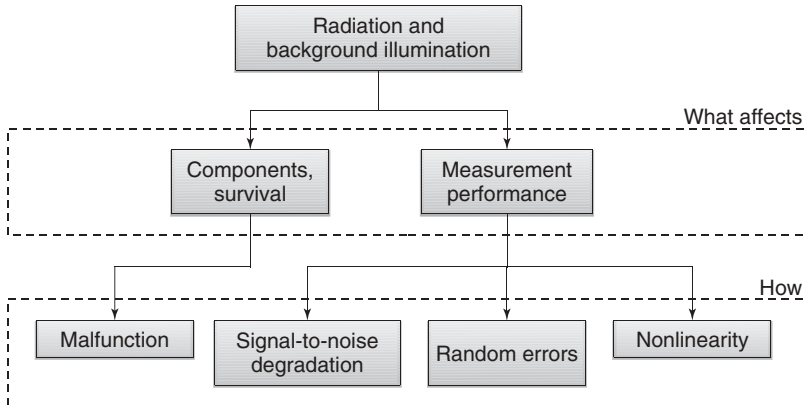 Radiation and
background illumination
What affects
Components,
survival
Measurement
performance
How
Malfunction
Signal-to-noise
degradation
Random errors
Nonlinearity